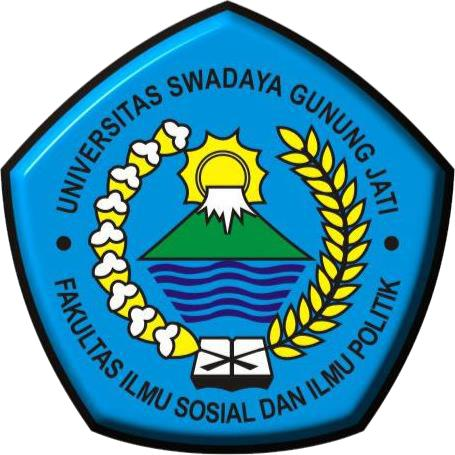 UNIVERSITAS SWADAYA GUNUNG JATI
FAKULTAS ILMU SOSIAL DAN ILMU POLITIK